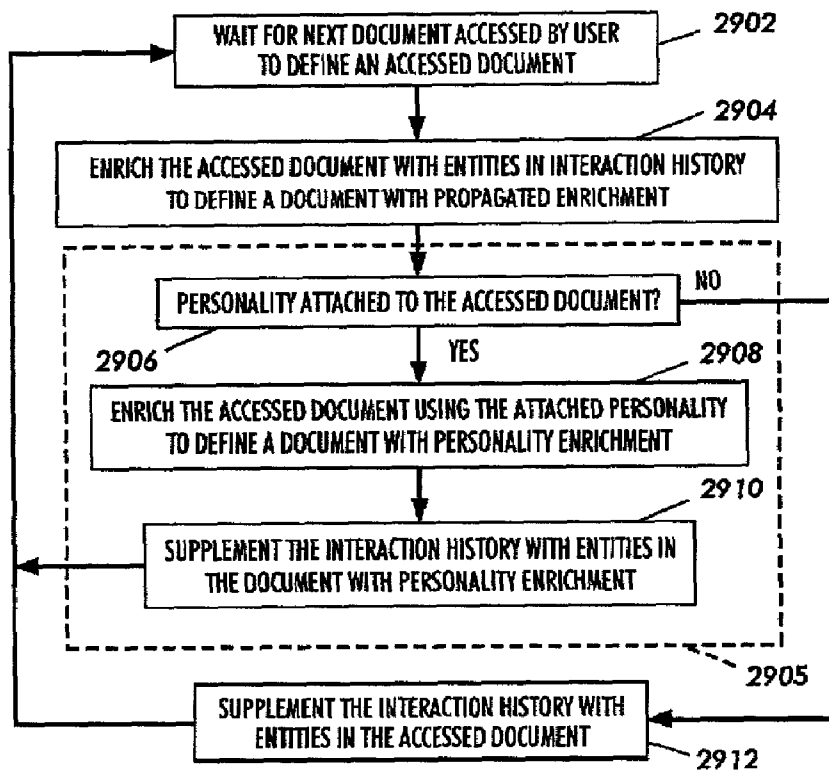 WAIT FOR NEXT DOCUMENT ACCESSED BY USER
TO DEFINE AN ACCESSED DOCUMENT
2902
2904
ENRICH THE ACCESSED DOCUMENT WITH ENTITIES IN INTERACTION HISTORY
TO DEFINE A DOCUMENT WITH PROPAGATED ENRICHMENT
PERSONALITY ATTACHED TO THE ACCESSED DOCUMENT?
NO
2906
YES
2908
ENRICH THE ACCESSED DOCUMENT USING THE ATTACHED PERSONALITY
TO DEFINE A DOCUMENT WITH PERSONALITY ENRICHMENT
2910
SUPPLEMENT THE INTERACTION HISTORY WITH ENTITIES IN
THE DOCUMENT WITH PERSONALITY ENRICHMENT
2905
SUPPLEMENT THE INTERACTION HISTORY WITH
ENTITIES IN THE ACCESSED DOCUMENT
2912